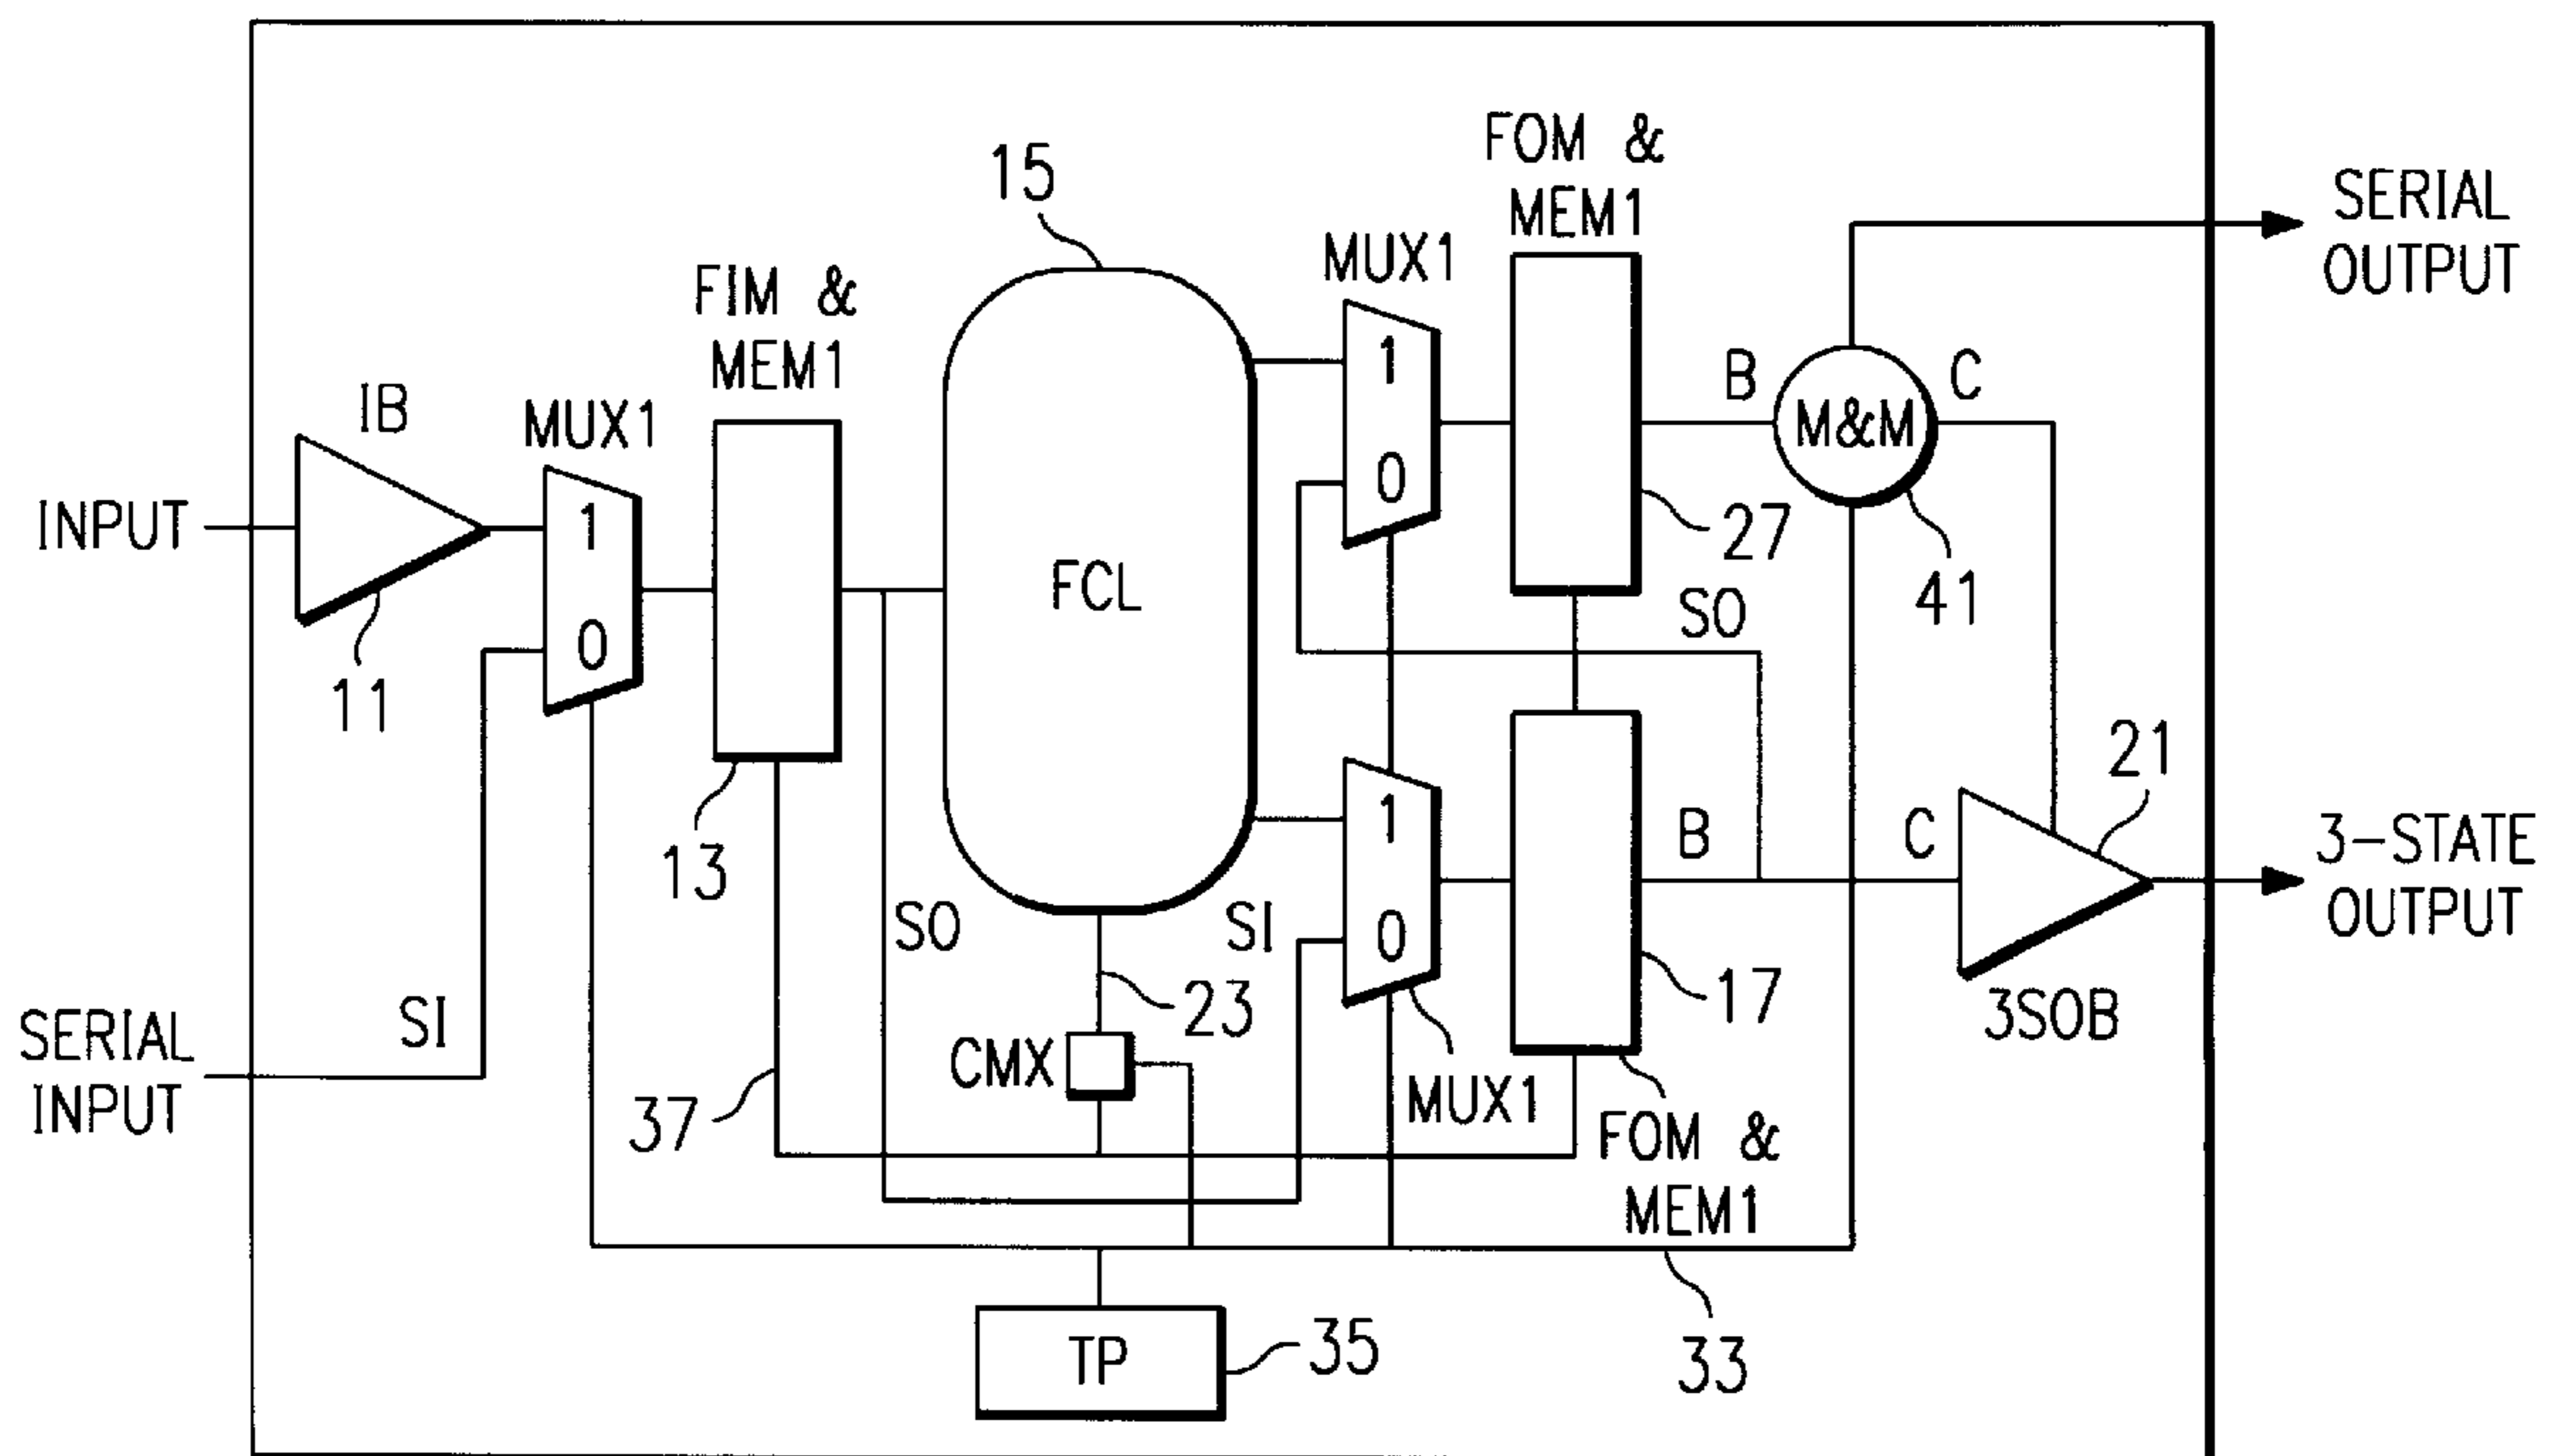 FOM &
MEM1
15
SERIAL
OUTPUT
MUX1
FIM &
MEM1
1
B
C
IB
MUX1
M&M
0
1
INPUT
27
FCL
41
SO
0
11
21
1
B
C
3-STATE
OUTPUT
13
SO
SI
0
17
23
3SOB
SI
SERIAL
INPUT
CMX
37
MUX1
FOM &
MEM1
TP
35
33